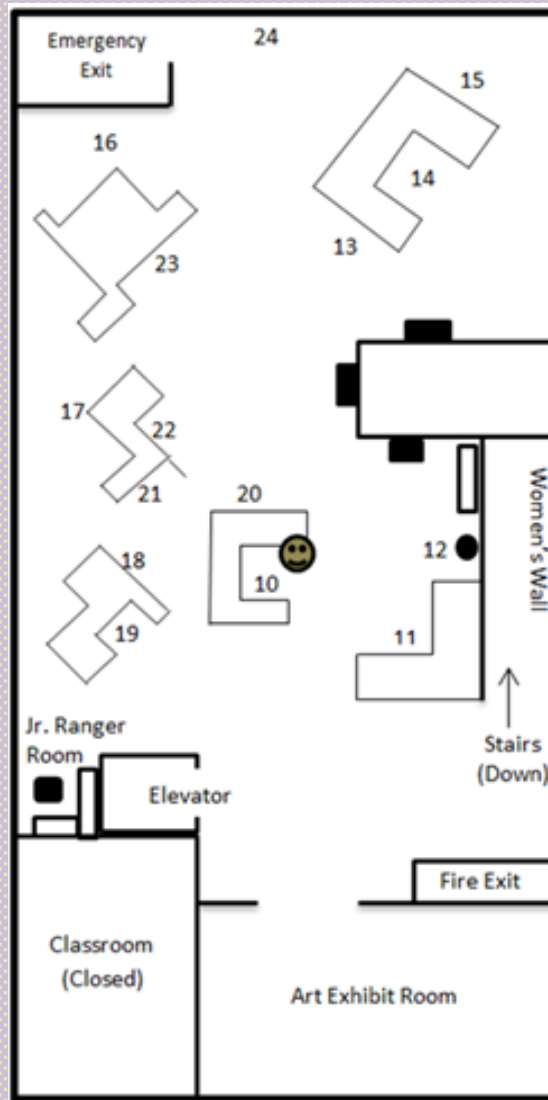 Emergency
Exit
24
15
16
14
13
23
17
22
21
20
12
Women's Wall
18
10
11
19
Jr. Ranger
Room
Stairs
(Down)
Elevator
Fire Exit
Classroom
(Closed)
Art Exhibit Room